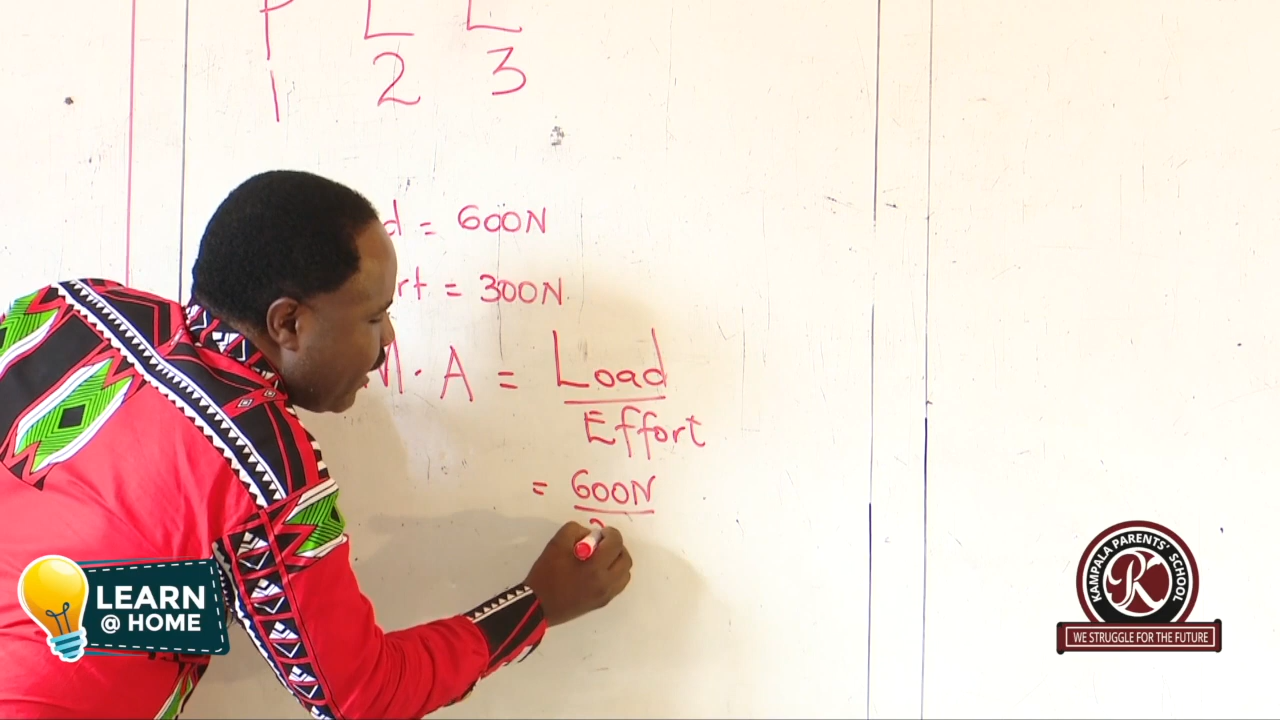 L L
1 2 3
d = 600N
rt = 300N
M.A = Load
Effort
= 600N
LEARN
@ HOME
KAMPALA PARENTS' SCHOOL
WE STRUGGLE FOR THE FUTURE